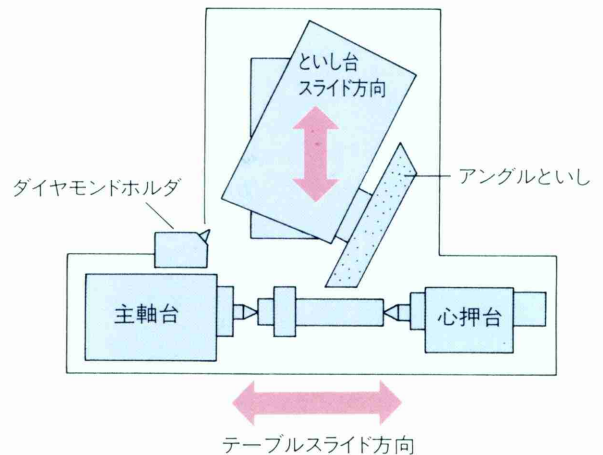 といし台
スライド方向
アングルといし
ダイヤモンドホルダ
主軸台
心押台
テーブルスライド方向